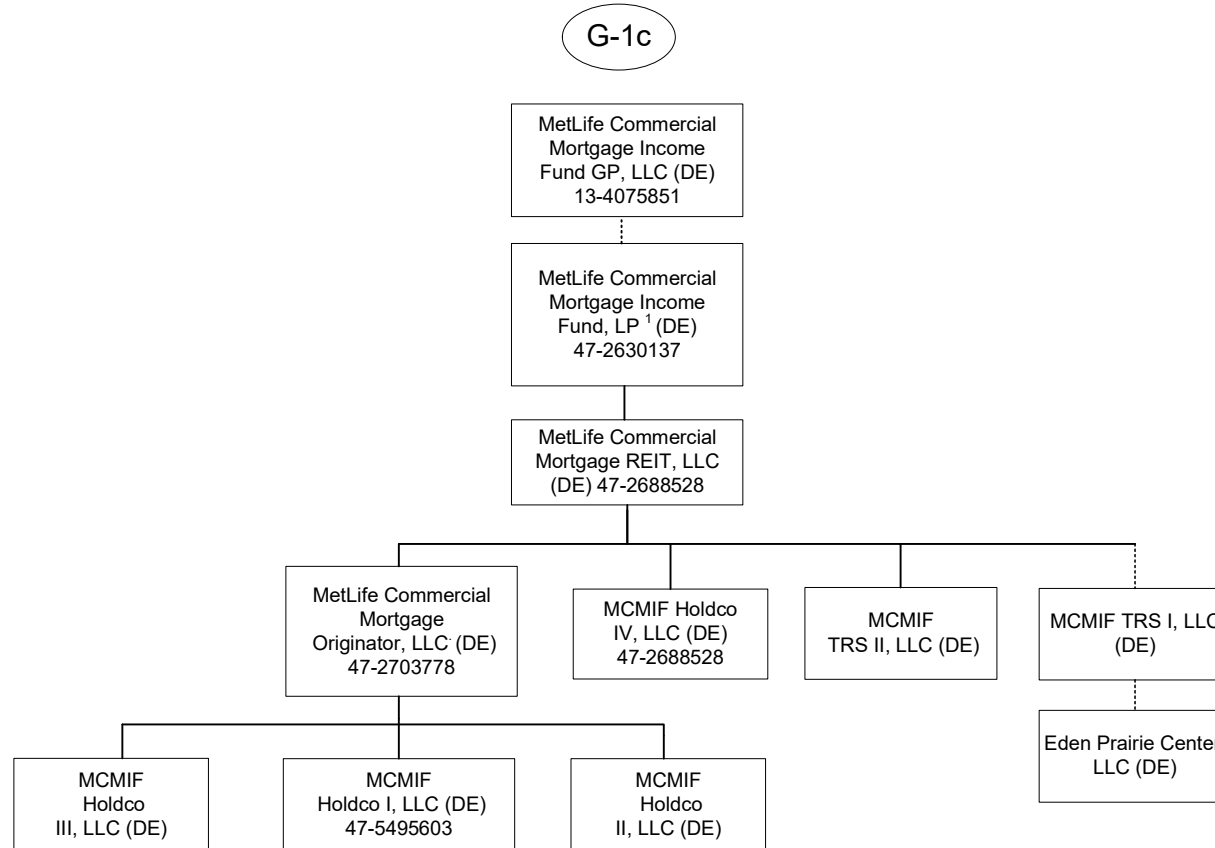 G-1c
MetLife Commercial
Mortgage Income
Fund GP, LLC (DE)
13-4075851
MetLife Commercial
Mortgage Income
Fund, LP 1 (DE)
47-2630137
MetLife Commercial
Mortgage REIT, LLC
(DE) 47-2688528
MetLife Commercial
Mortgage
Originator, LLC (DE)
47-2703778
MCMIF Holdco
IV, LLC (DE)
47-2688528
MCMIF
TRS II, LLC (DE)
MCMIF TRS I, LLC
(DE)
Eden Prairie Center
LLC (DE)
MCMIF
Holdco
III, LLC (DE)
MCMIF
Holdco I, LLC (DE)
47-5495603
MCMIF
Holdco
II, LLC (DE)